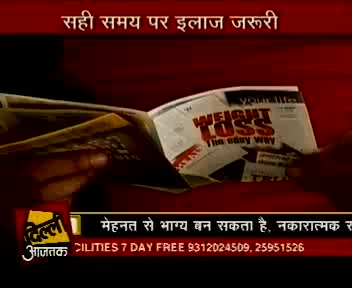 सही समय पर इलाज जरूरी
your life
WEIGHT
LOSS
The easy way
दिल्ली
आजतक
मेहनत से भाग्य बन सकता है, नकारात्मक
CILITIES 7 DAY FREE 9312024509, 25951526